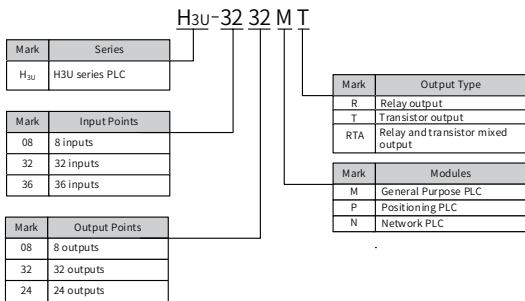 H3U-32 32 M T
Mark Series
H3U H3U series PLC
Mark Input Points
08 8 inputs
32 32 inputs
36 36 inputs
Mark Output Points
08 8 outputs
32 32 outputs
24 24 outputs
Mark Output Type
R Relay output
T Transistor output
RTA Relay and transistor mixed
output
Mark Modules
M General Purpose PLC
P Positioning PLC
N Network PLC